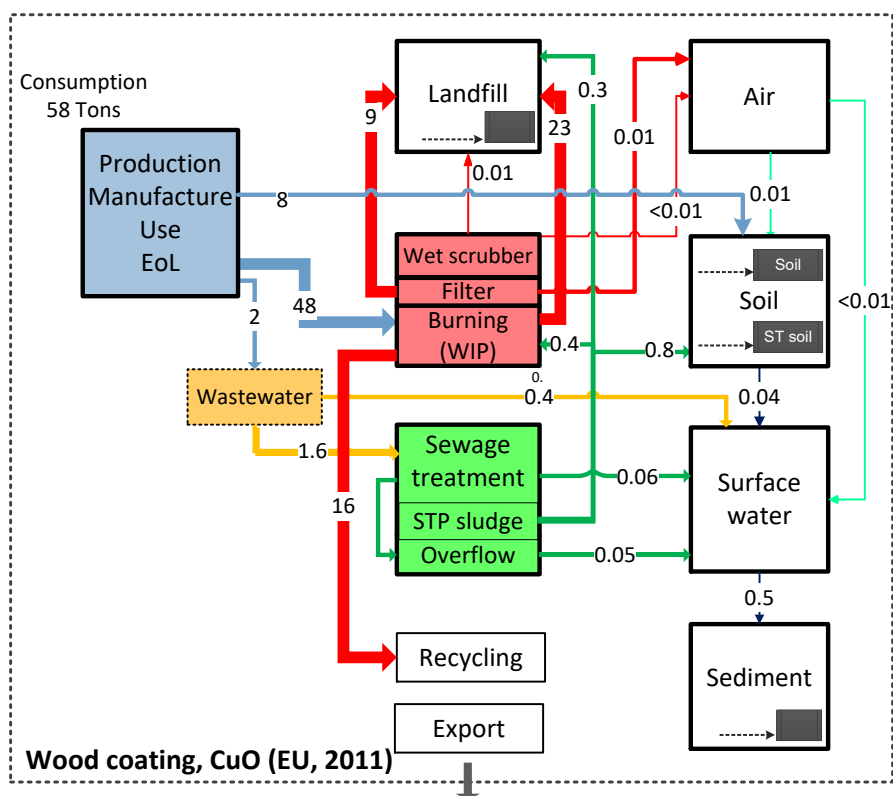 Consumption
58 Tons
Production
Manufacture
Use
EoL
Landfill
Air
9
23
0.3
0.01
0.01
<0.01
0.01
<0.01
8
Wet scrubber
Filter
Burning
(WIP)
Soil
Soil
ST soil
48
2
0.4
0.8
0.
0.4
0.04
Wastewater
1.6
16
Sewage
treatment
STP sludge
Overflow
0.06
0.05
Surface
water
0.5
Recycling
Sediment
Export
Wood coating, CuO (EU, 2011)